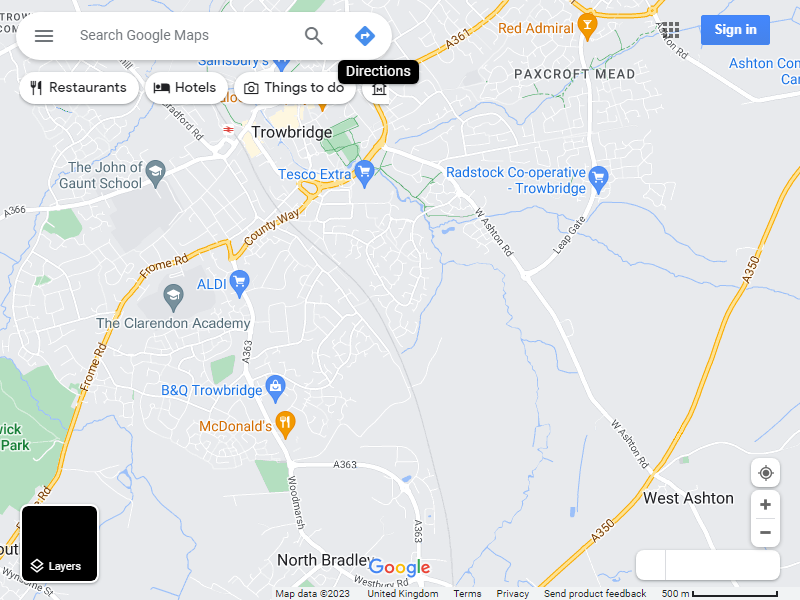 Search Google Maps
Sign in
Directions
Restaurants
Hotels
Things to do
Sainsbury's
A361
Red Admiral
W Ashton Rd
PAXCROFT MEAD
Bradford Rd
Trowbridge
The John of
Gaunt School
Tesco Extra
Radstock Co-operative
- Trowbridge
A366
County Way
W Ashton Rd
Leap Gate
Frome Rd
A350
ALDI
The Clarendon Academy
A363
Frome Rd
B&Q Trowbridge
McDonald's
Park
W Ashton Rd
A363
Woodmarsh
West Ashton
A363
A350
North Bradley
Google
Westbury Rd
Layers
Map data ©2023
United Kingdom
Terms
Privacy
Send product feedback
500 m